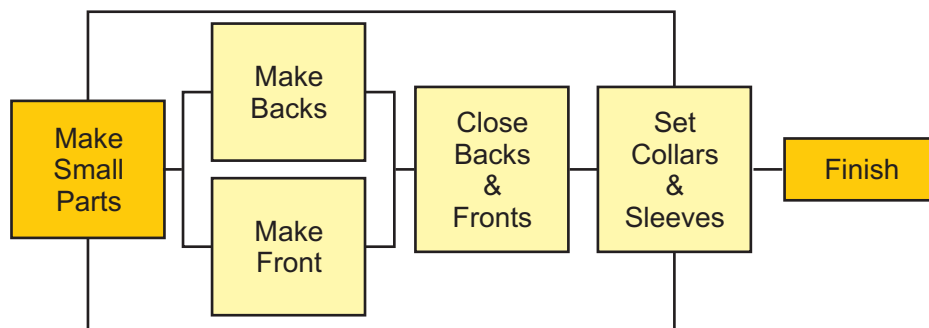 Make
Small
Parts
Make
Backs
Make
Front
Close
Backs
&
Fronts
Set
Collars
&
Sleeves
Finish